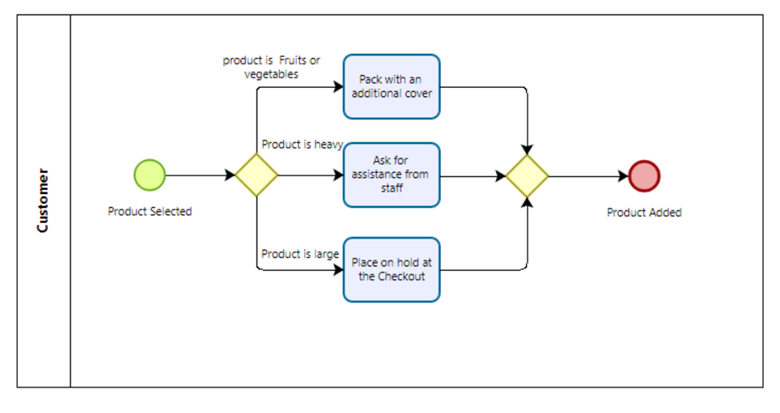 Customer
Product Selected
product is Fruits or
vegetables
Pack with an
additional cover
Product is heavy
Ask for
assistance from
staff
Product is large
Place on hold at
the Checkout
Product Added